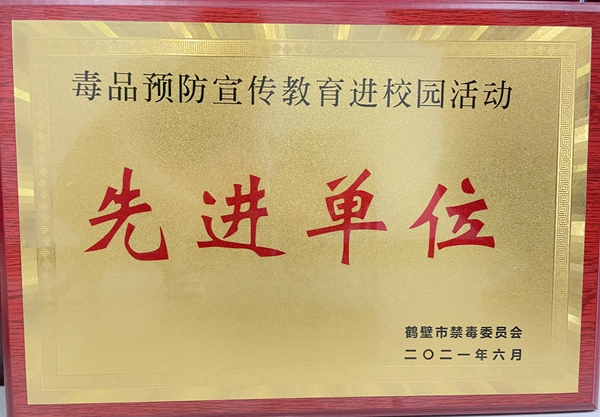 毒品预防宣传教育进校园活动
先进单位
鹤壁市禁毒委员会
二〇二一年六月